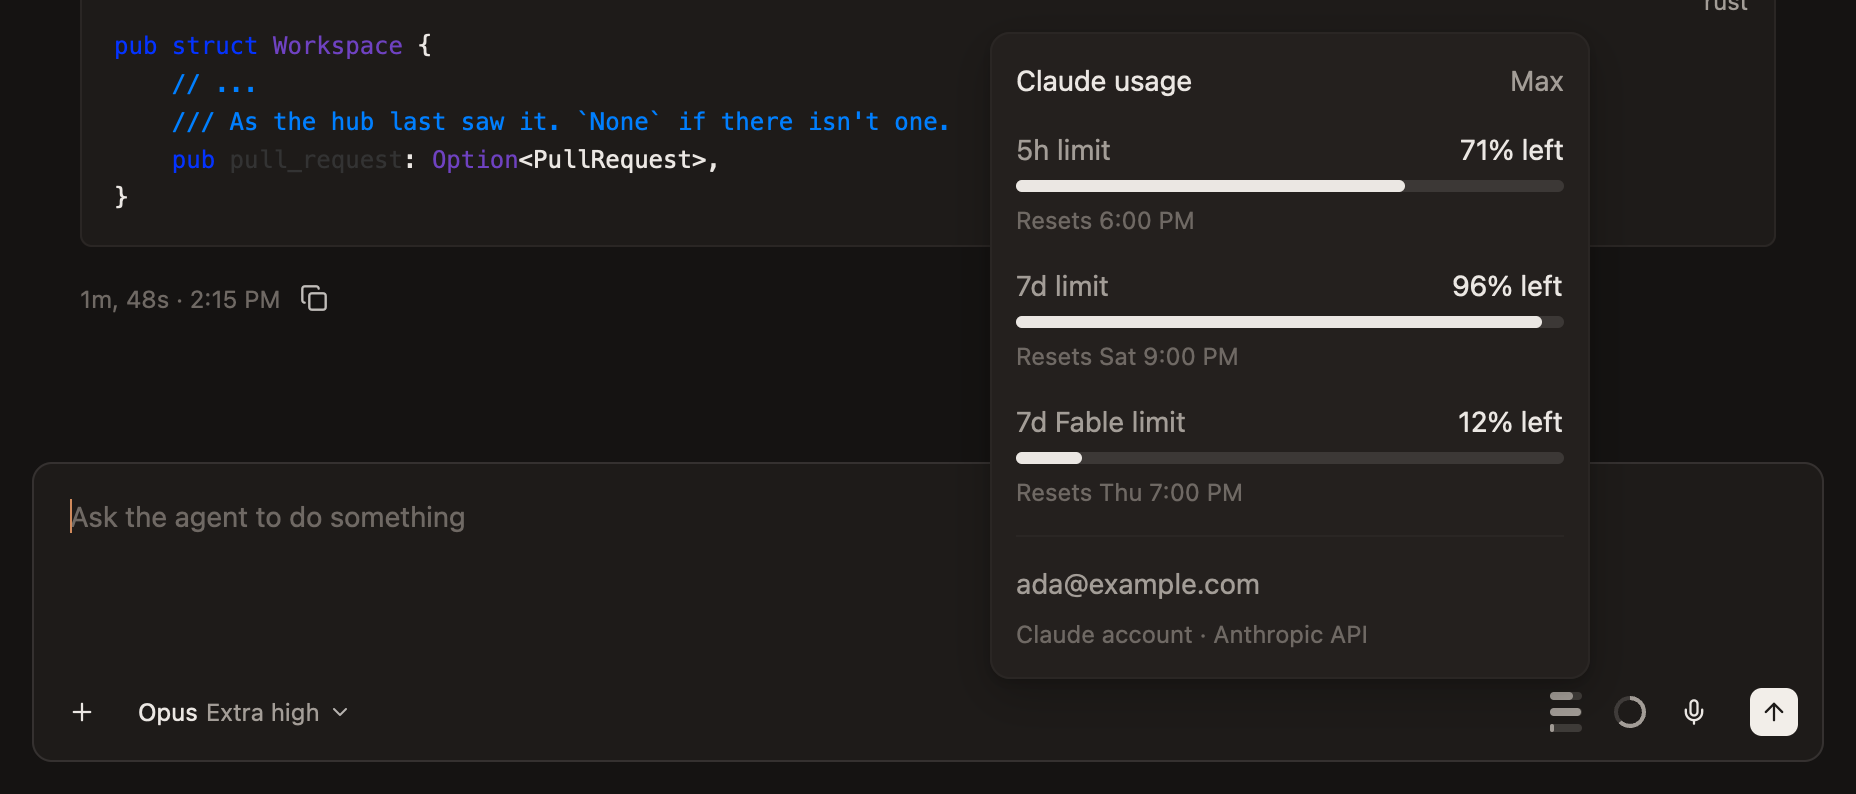 rust
pub struct Workspace {
// ...
/// As the hub last saw it. `None` if there isn't one.
pub pull_request: Option<PullRequest>,
}
1m, 48s · 2:15 PM
Claude usage
Max
5h limit
71% left
Resets 6:00 PM
7d limit
96% left
Resets Sat 9:00 PM
7d Fable limit
12% left
Resets Thu 7:00 PM
ada@example.com
Claude account · Anthropic API
Ask the agent to do something
Opus Extra high